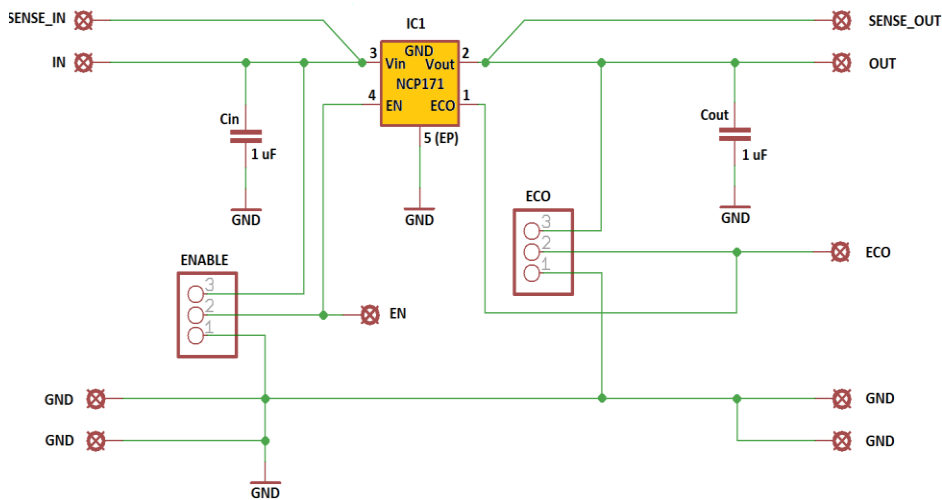 SENSE_IN
IC1
SENSE_OUT
IN
3
GND
2
OUT
Vin
Vout
NCP171
4
1
EN
ECO
Cin
1 uF
5 (EP)
Cout
1 uF
GND
GND
GND
ECO
3
2
1
ECO
ENABLE
3
2
1
EN
GND
GND
GND
GND
GND